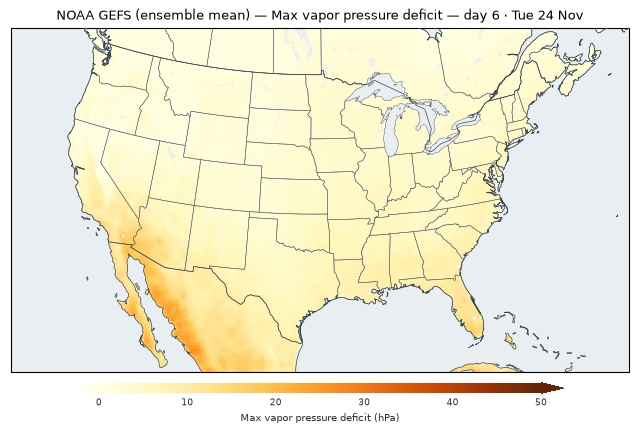 NOAA GEFS (ensemble mean) — Max vapor pressure deficit — day 6 · Tue 24 Nov
0 10 20 30 40 50
Max vapor pressure deficit (hPa)